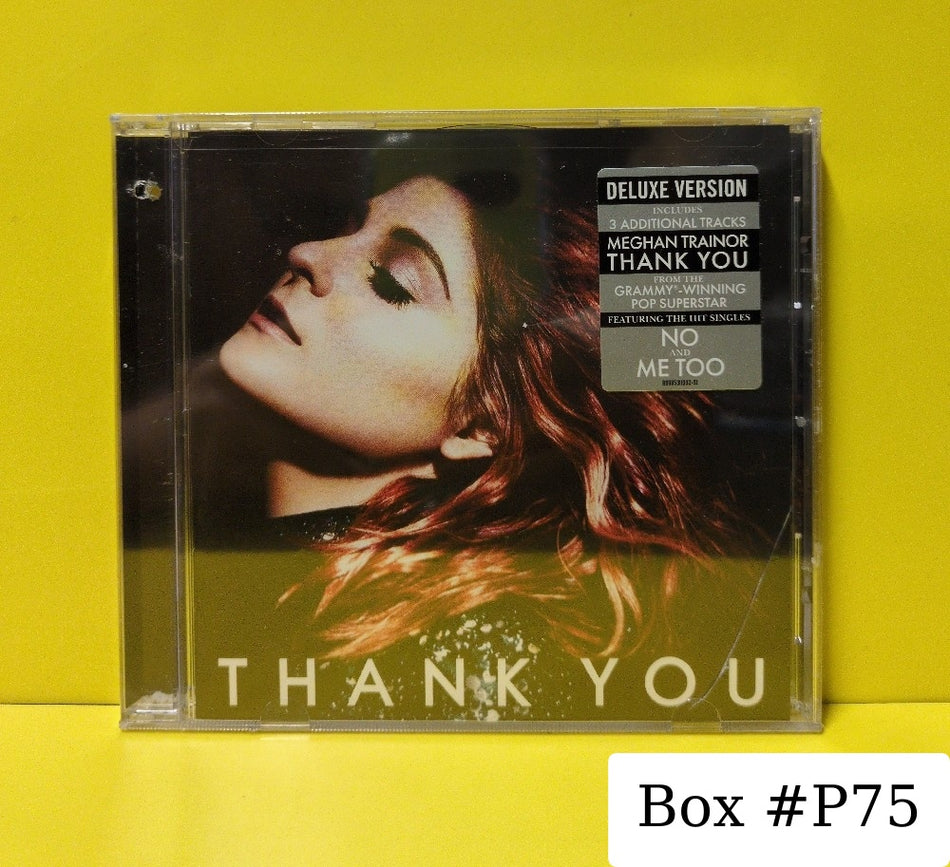 DELUXE VERSION
INCLUDES
3 ADDITIONAL TRACKS
MEGHAN TRAINOR
THANK YOU
FROM THE
GRAMMY®-WINNING
POP SUPERSTAR
FEATURING THE HIT SINGLES
NO
AND
ME TOO
THANK YOU
Box #P75